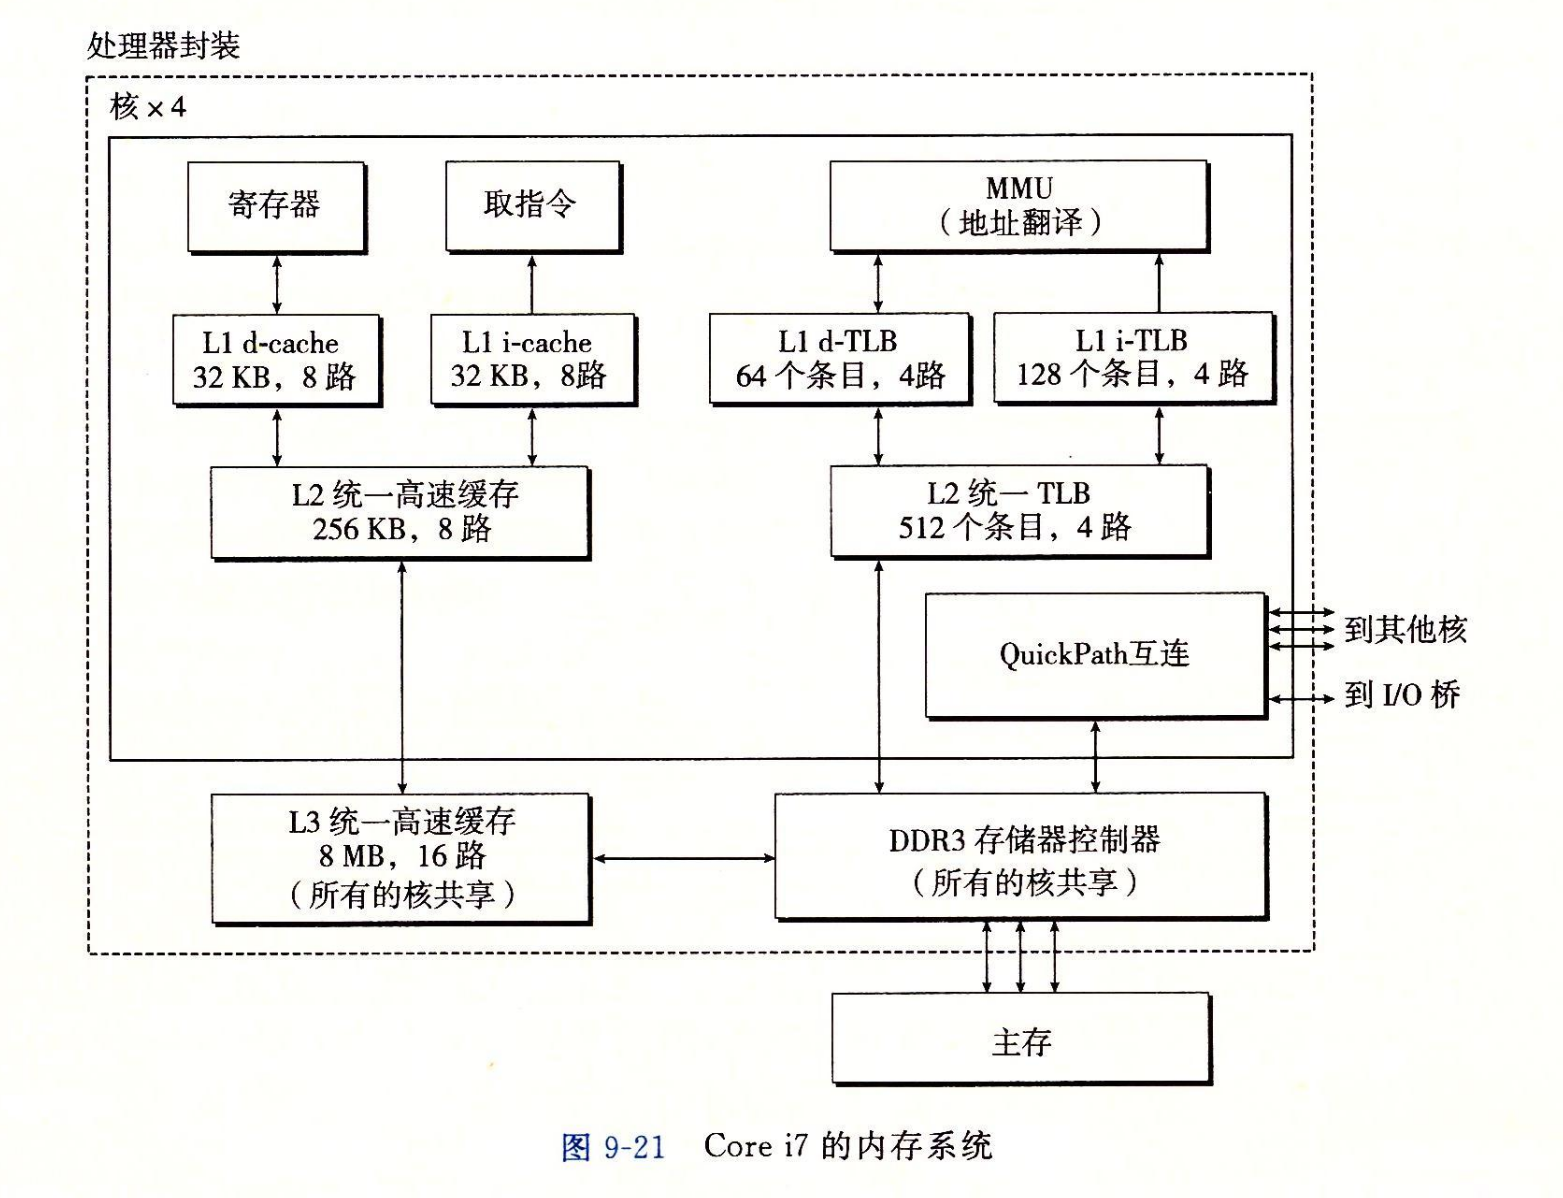 处理器封装
核×4
寄存器
取指令
MMU
（地址翻译）
L1 d-cache
32 KB，8 路
L1 i-cache
32 KB，8路
L1 d-TLB
64 个条目，4路
L1 i-TLB
128 个条目，4 路
L2 统一高速缓存
256 KB，8 路
L2 统一 TLB
512 个条目，4 路
QuickPath互连
到其他核
到 I/O 桥
L3 统一高速缓存
8 MB，16 路
（所有的核共享）
DDR3 存储器控制器
（所有的核共享）
主存
图 9-21 Core i7 的内存系统